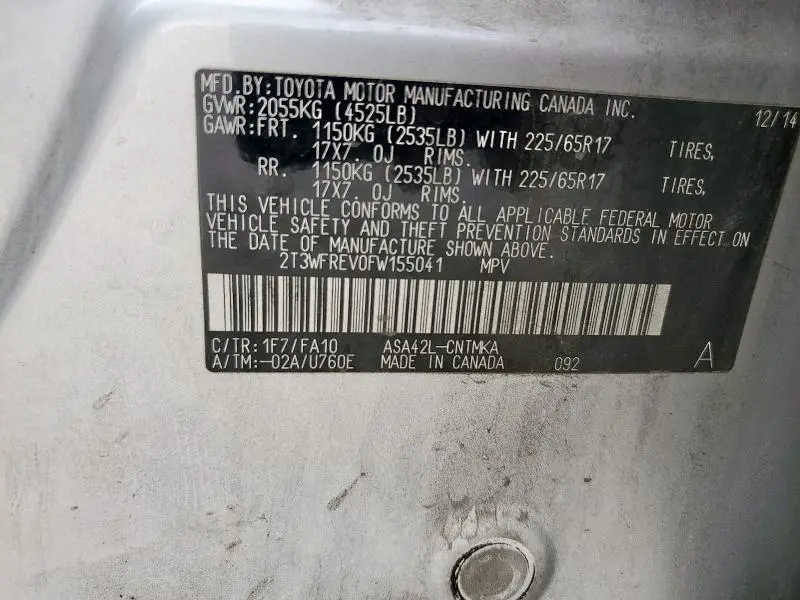 MFD.BY:TOYOTA MOTOR MANUFACTURING CANADA INC. 12/14
GVWR:2055KG (4525LB)
GAWR:FRT. 1150KG (2535LB) WITH 225/65R17 TIRES,
17X7.0J RIMS.
RR. 1150KG (2535LB) WITH 225/65R17 TIRES,
17X7.0J RIMS.
THIS VEHICLE CONFORMS TO ALL APPLICABLE FEDERAL MOTOR
VEHICLE SAFETY AND THEFT PREVENTION STANDARDS IN EFFECT ON
THE DATE OF MANUFACTURE SHOWN ABOVE.
2T3WFREV0FW155041 MPV
C/TR:1F7/FA10 ASA42L-CNTMKA
A/TM:-02A/U760E MADE IN CANADA 092 A